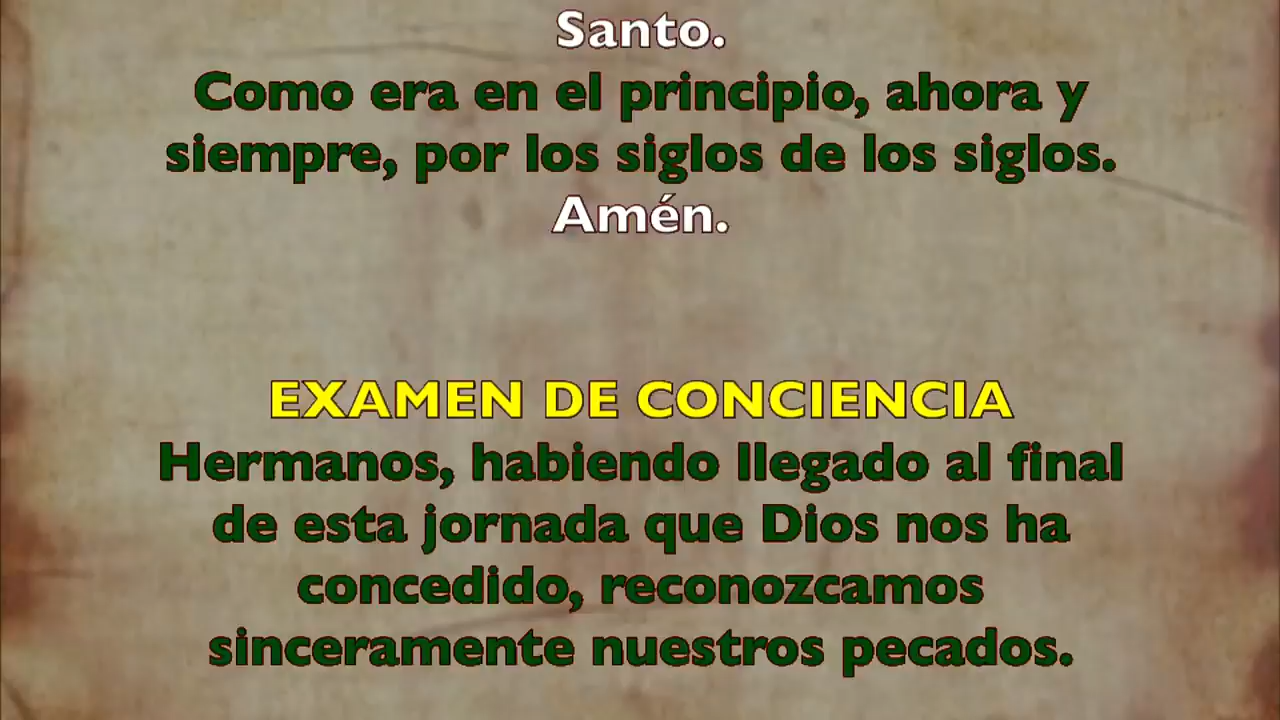 Santo.
Como era en el principio, ahora y
siempre, por los siglos de los siglos.
Amén.
EXAMEN DE CONCIENCIA
Hermanos, habiendo llegado al final
de esta jornada que Dios nos ha
concedido, reconozcamos
sinceramente nuestros pecados.